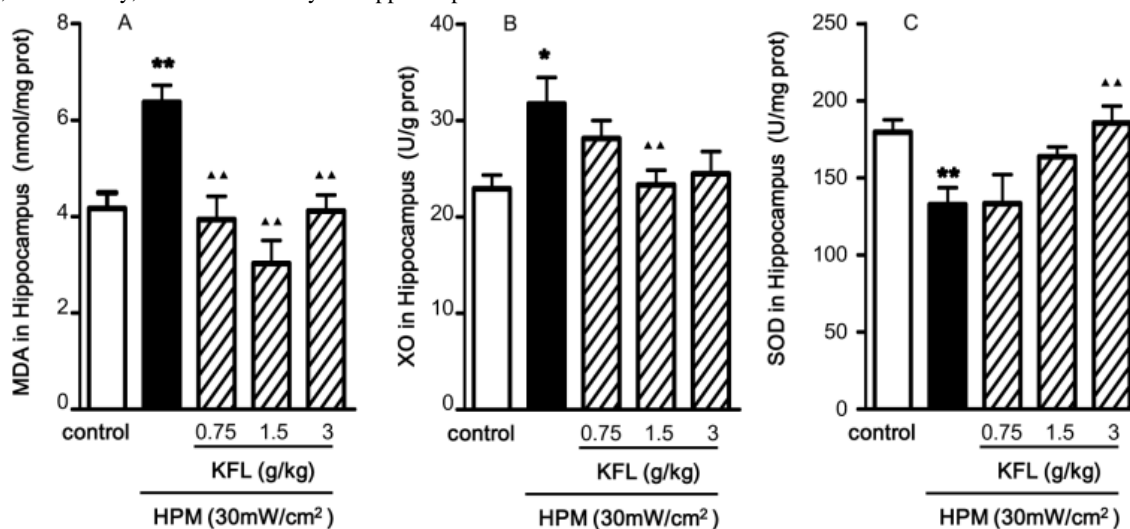 A
MDA in Hippocampus (nmol/mg prot)
8
6
4
2
0
**
▲▲
▲▲
▲▲
control
0.75 1.5 3
KFL (g/kg)
HPM (30mW/cm²)
B
XO in Hippocampus (U/g prot)
40
30
20
10
0
*
▲▲
control
0.75 1.5 3
KFL (g/kg)
HPM (30mW/cm²)
C
SOD in Hippocampus (U/mg prot)
250
200
150
100
50
0
**
▲▲
control
0.75 1.5 3
KFL (g/kg)
HPM (30mW/cm²)